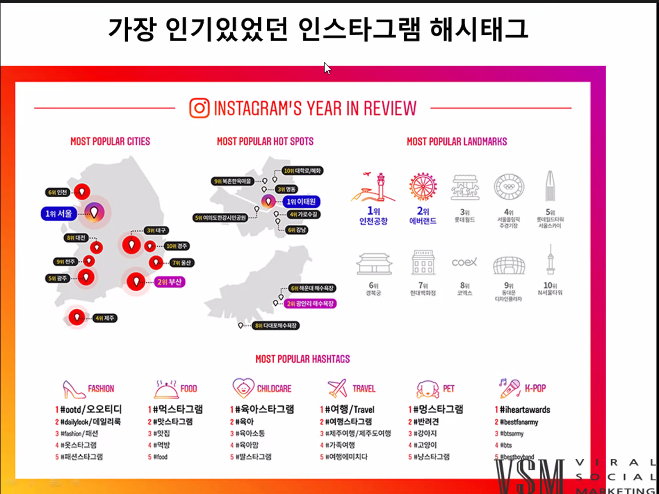 가장 인기있었던 인스타그램 해시태그
INSTAGRAM'S YEAR IN REVIEW
MOST POPULAR CITIES
6위 인천
1위 서울
8위 대전
3위 대구
10위 경주
9위 전주
7위 울산
5위 광주
2위 부산
4위 제주
MOST POPULAR HOT SPOTS
10위 대학로/혜화
9위 북촌한옥마을
3위 명동
1위 이태원
5위 여의도한강시민공원
4위 가로수길
6위 강남
6위 해운대 해수욕장
2위 광안리 해수욕장
8위 다대포해수욕장
MOST POPULAR LANDMARKS
1위 인천공항
2위 에버랜드
3위 롯데월드
4위 서울올림픽 주경기장
5위 롯데월드타워 서울스카이
6위 경복궁
7위 현대백화점
coex
8위 코엑스
9위 동대문 디자인플라자
10위 N서울타워
MOST POPULAR HASHTAGS
FASHION
1 #ootd/오오티디
2 #dailylook/데일리룩
3 #fashion/패션
4 #옷스타그램
5 #패션스타그램
FOOD
1 #먹스타그램
2 #맛스타그램
3 #맛집
4 #먹방
5 #food
CHILDCARE
1 #육아스타그램
2 #육아
3 #육아소통
4 #육아맘
5 #딸스타그램
TRAVEL
1 #여행/Travel
2 #여행스타그램
3 #제주여행/제주도여행
4 #가족여행
5 #여행에미치다
PET
1 #멍스타그램
2 #반려견
3 #강아지
4 #고양이
5 #냥스타그램
K-POP
1 #iheartawards
2 #bestfanarmy
3 #btsarmy
4 #bts
5 #bestboyband
VSM VIRAL
SOCIAL
MARKETING